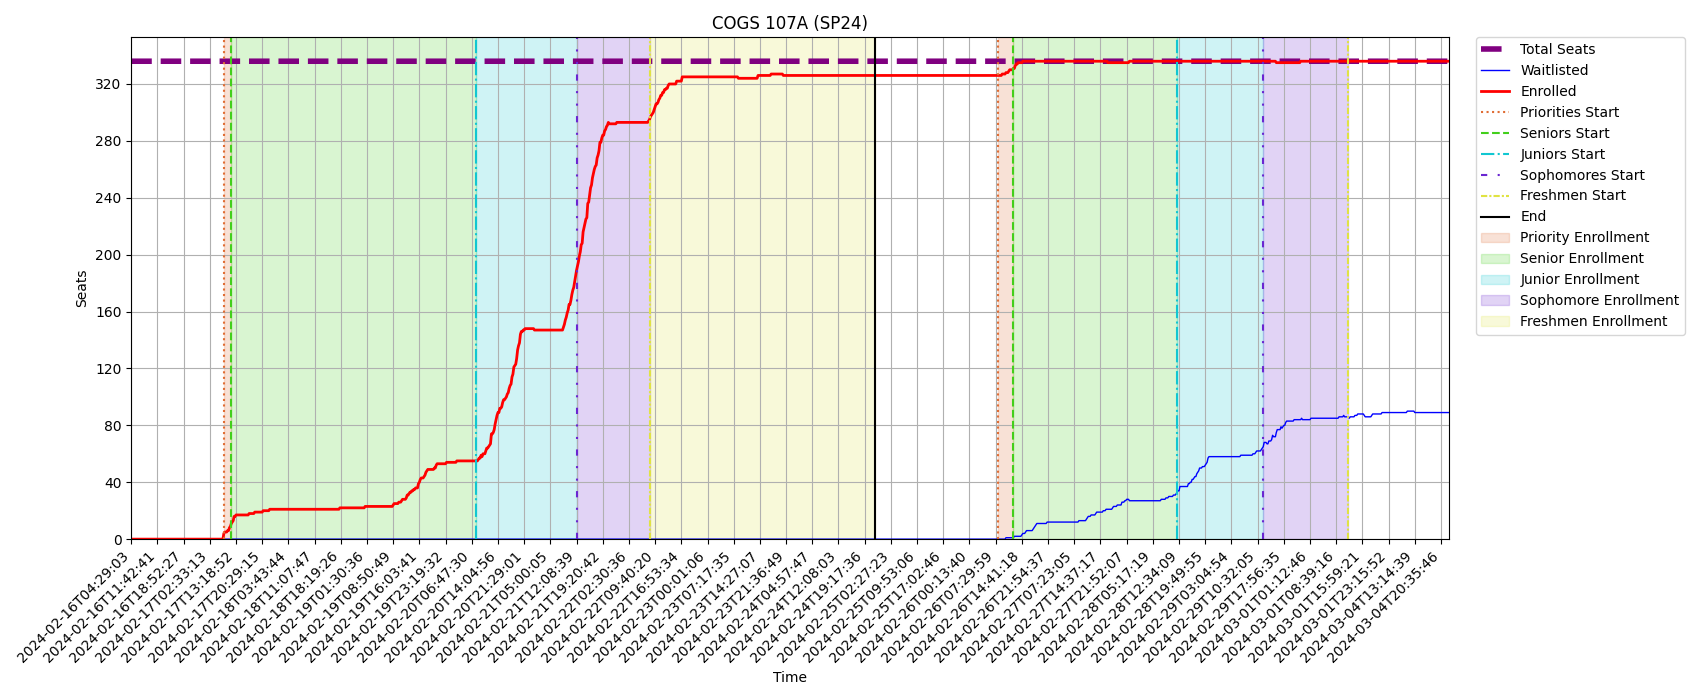 COGS 107A (SP24)
Seats
320
280
240
200
160
120
80
40
0
2024-02-16T04:29:03
2024-02-16T11:42:41
2024-02-16T18:52:27
2024-02-17T02:33:13
2024-02-17T13:18:52
2024-02-17T20:29:15
2024-02-18T03:43:44
2024-02-18T11:07:47
2024-02-18T18:19:26
2024-02-19T01:30:36
2024-02-19T08:50:49
2024-02-19T16:03:41
2024-02-19T23:19:32
2024-02-20T06:47:30
2024-02-20T14:04:56
2024-02-20T21:29:01
2024-02-21T05:00:05
2024-02-21T12:08:39
2024-02-21T19:20:42
2024-02-22T02:30:36
2024-02-22T09:40:20
2024-02-22T16:53:34
2024-02-23T00:01:06
2024-02-23T07:17:35
2024-02-23T14:27:07
2024-02-23T21:36:49
2024-02-24T04:57:47
2024-02-24T12:08:03
2024-02-24T19:17:36
2024-02-25T02:27:23
2024-02-25T09:53:06
2024-02-25T17:02:46
2024-02-26T00:13:40
2024-02-26T07:29:59
2024-02-26T14:41:18
2024-02-26T21:54:37
2024-02-27T07:23:05
2024-02-27T14:37:17
2024-02-27T21:52:07
2024-02-28T05:17:19
2024-02-28T12:34:09
2024-02-28T19:49:55
2024-02-29T03:04:54
2024-02-29T10:32:05
2024-02-29T17:56:35
2024-03-01T01:12:46
2024-03-01T08:39:16
2024-03-01T15:59:21
2024-03-01T23:15:52
2024-03-04T13:14:39
2024-03-04T20:35:46
Time
Total Seats
Waitlisted
Enrolled
Priorities Start
Seniors Start
Juniors Start
Sophomores Start
Freshmen Start
End
Priority Enrollment
Senior Enrollment
Junior Enrollment
Sophomore Enrollment
Freshmen Enrollment